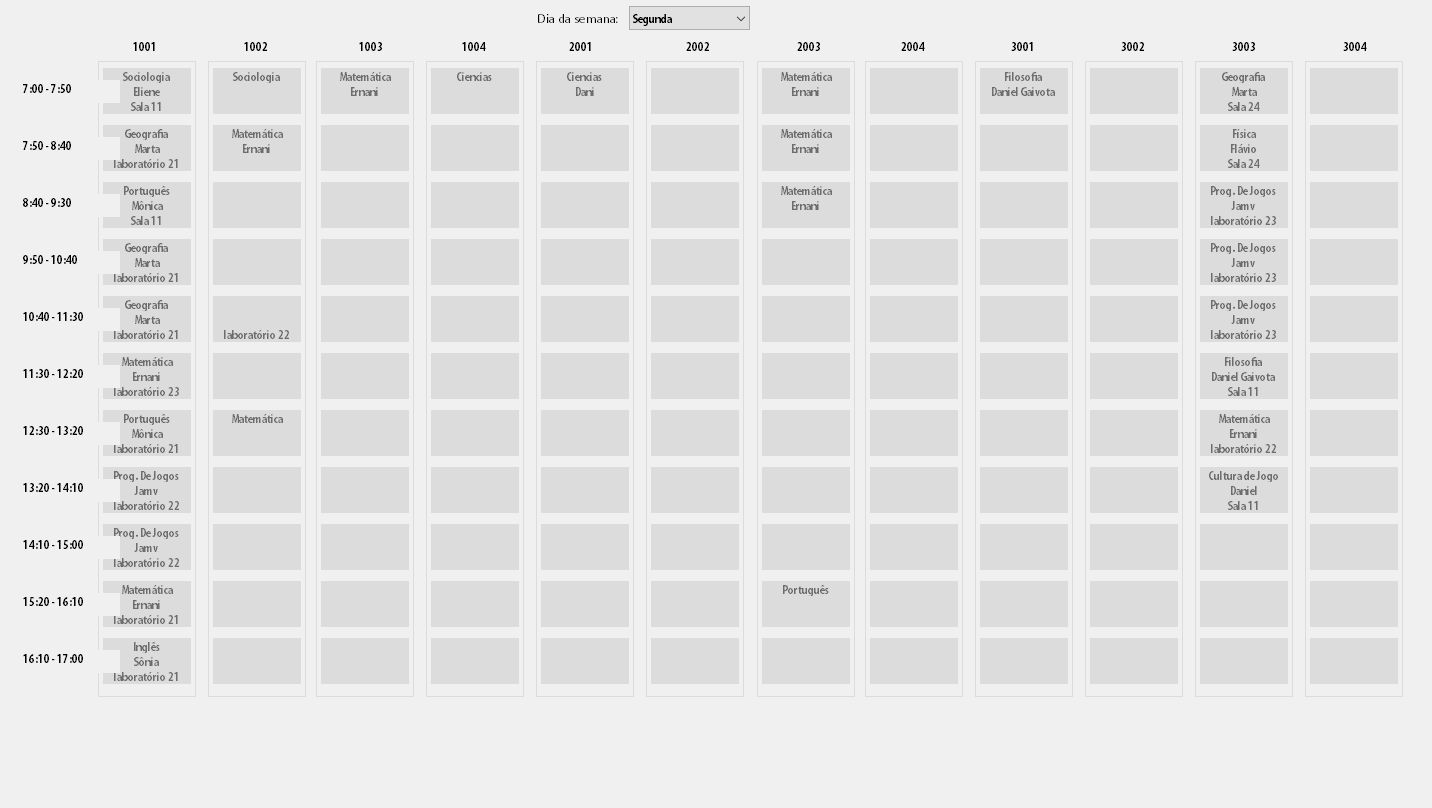 Dia da semana: Segunda
1001 1002 1003 1004 2001 2002 2003 2004 3001 3002 3003 3004
7:00 - 7:50
Sociologia
Eliene
Sala 11
Sociologia
Matemática
Ernani
Ciencias
Ciencias
Dani
Matemática
Ernani
Filosofia
Daniel Gaivota
Geografia
Marta
Sala 24
7:50 - 8:40
Geografia
Marta
laboratório 21
Matemática
Ernani
Matemática
Ernani
Física
Flávio
Sala 24
8:40 - 9:30
Português
Mônica
Sala 11
Matemática
Ernani
Prog. De Jogos
Jamv
laboratório 23
9:50 - 10:40
Geografia
Marta
laboratório 21
Prog. De Jogos
Jamv
laboratório 23
10:40 - 11:30
Geografia
Marta
laboratório 21
laboratório 22
Prog. De Jogos
Jamv
laboratório 23
11:30 - 12:20
Matemática
Ernani
laboratório 23
Filosofia
Daniel Gaivota
Sala 11
12:30 - 13:20
Português
Mônica
laboratório 21
Matemática
Matemática
Ernani
laboratório 22
13:20 - 14:10
Prog. De Jogos
Jamv
laboratório 22
Cultura de Jogo
Daniel
Sala 11
14:10 - 15:00
Prog. De Jogos
Jamv
laboratório 22
15:20 - 16:10
Matemática
Ernani
laboratório 21
Português
16:10 - 17:00
Inglês
Sônia
laboratório 21